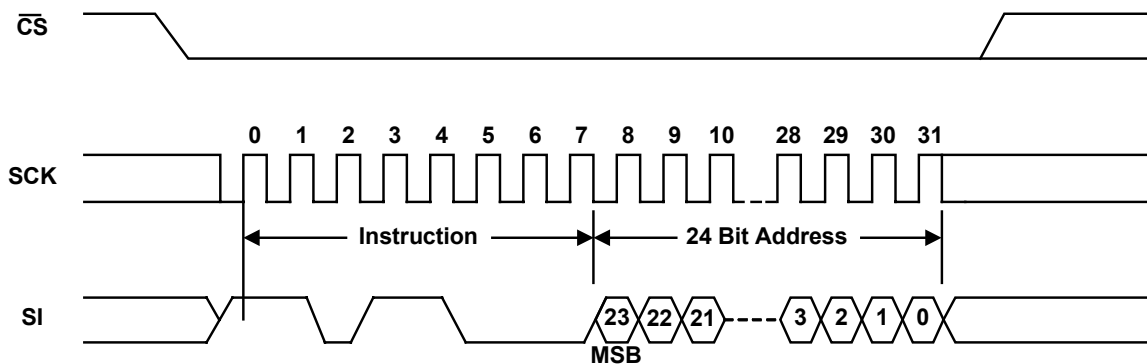 CS
0 1 2 3 4 5 6 7 8 9 10 28 29 30 31
SCK
Instruction 24 Bit Address
SI 23 22 21 3 2 1 0
MSB